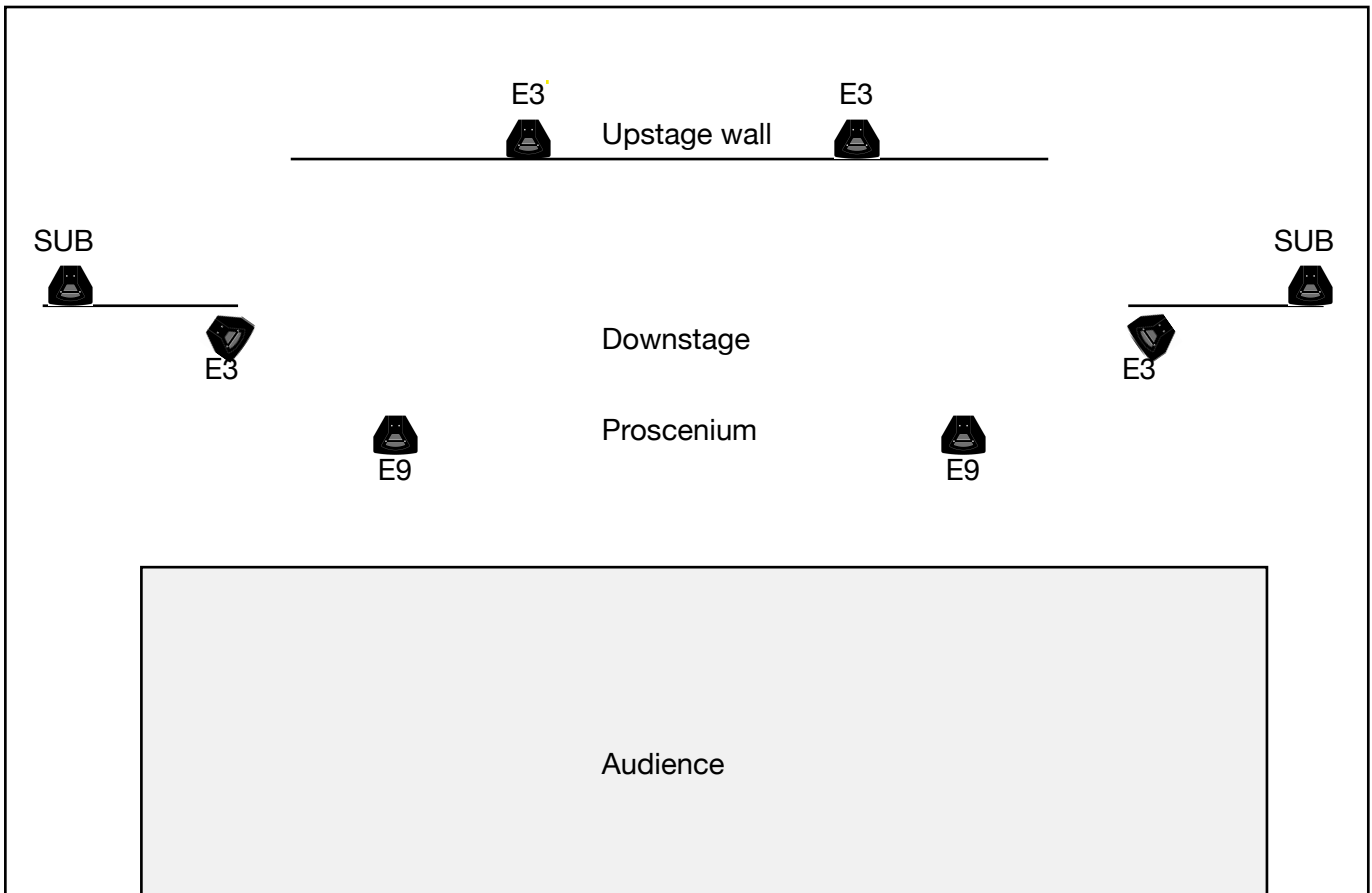 E3
E3
Upstage wall
SUB
SUB
Downstage
E3
E3
Proscenium
E9
E9
Audience